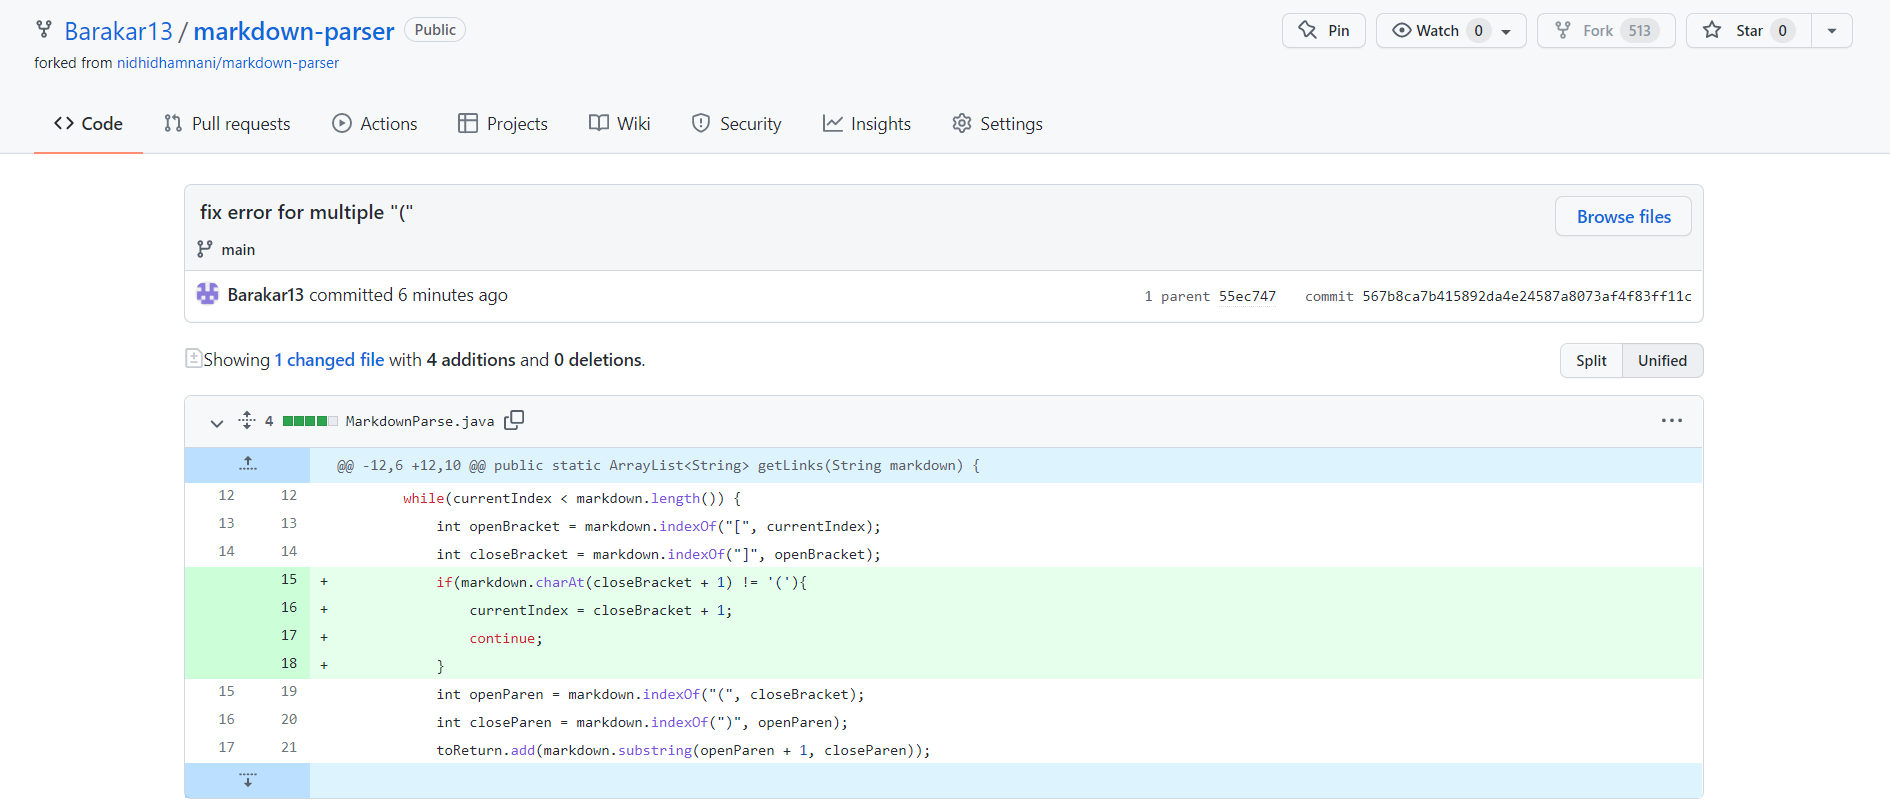 Barakar13 / markdown-parser Public
Pin Watch 0 Fork 513 Star 0
forked from nidhidhamnani/markdown-parser
Code Pull requests Actions Projects Wiki Security Insights Settings
fix error for multiple "("
Browse files
main
Barakar13 committed 6 minutes ago
1 parent 55ec747 commit 567b8ca7b415892da4e24587a8073af4f83ff11c
Showing 1 changed file with 4 additions and 0 deletions.
Split Unified
4 MarkdownParse.java
@@ -12,6 +12,10 @@ public static ArrayList<String> getLinks(String markdown) {
12 12 while(currentIndex < markdown.length()) {
13 13 int openBracket = markdown.indexOf("[", currentIndex);
14 14 int closeBracket = markdown.indexOf("]", openBracket);
15 + if(markdown.charAt(closeBracket + 1) != '('){
16 + currentIndex = closeBracket + 1;
17 + continue;
18 + }
15 19 int openParen = markdown.indexOf("(", closeBracket);
16 20 int closeParen = markdown.indexOf(")", openParen);
17 21 toReturn.add(markdown.substring(openParen + 1, closeParen));